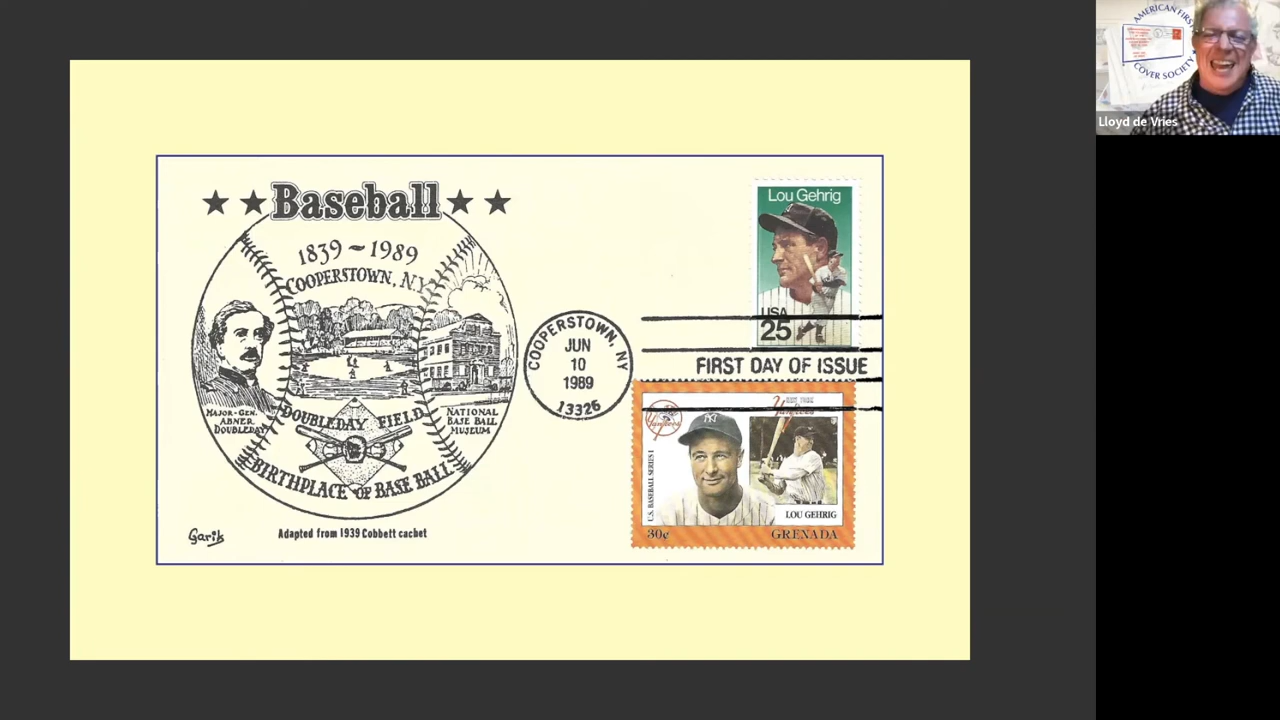 Baseball
1839 ~ 1989
COOPERSTOWN, N.Y.
MAJOR-GEN.
ABNER
DOUBLEDAY
DOUBLEDAY FIELD
NATIONAL
BASE BALL
MUSEUM
BIRTHPLACE OF BASE BALL
Garik
Adapted from 1939 Cobbett cachet
COOPERSTOWN, NY
JUN
10
1989
13326
Lou Gehrig
USA
25
FIRST DAY OF ISSUE
Yankees
Yankees
U.S. BASEBALL SERIES 1
LOU GEHRIG
30¢
GRENADA
AMERICAN FIRST
COVER SOCIETY
Lloyd de Vries